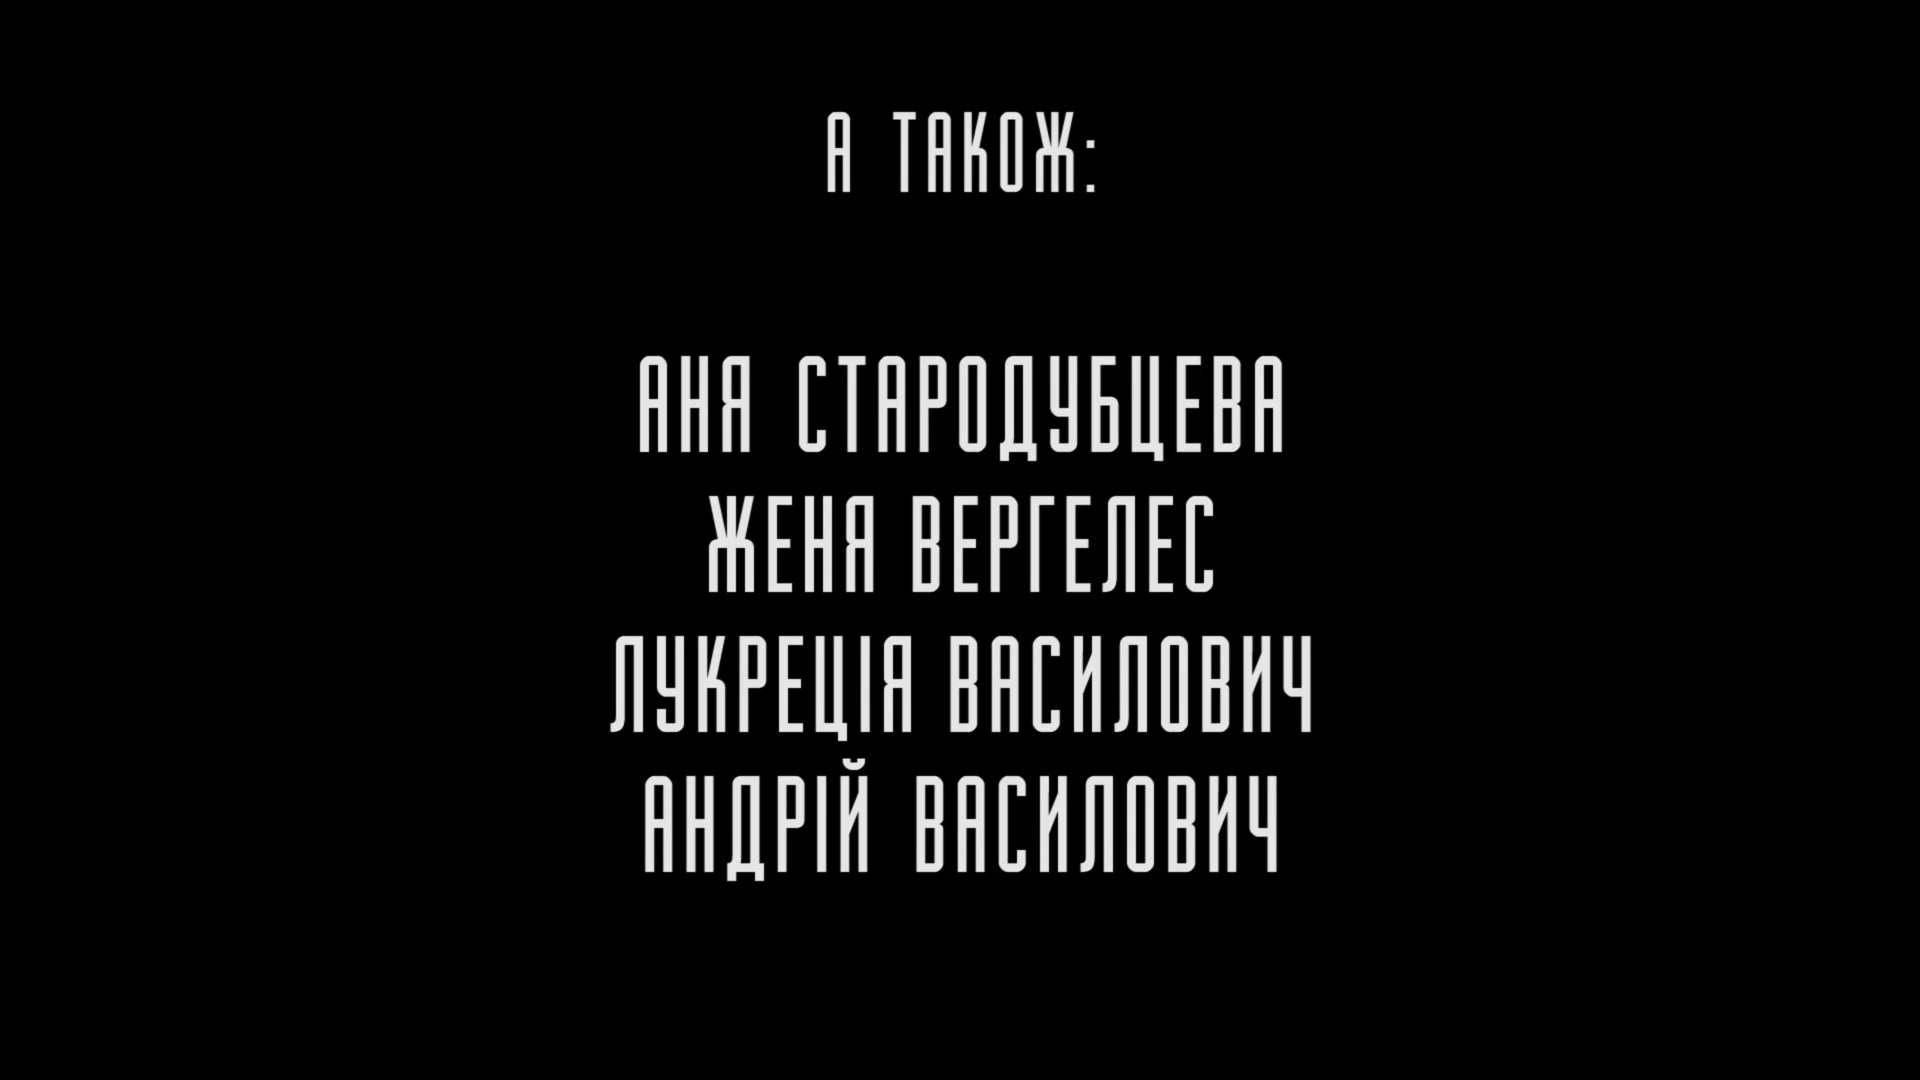 А ТАКОЖ:
АНЯ СТАРОДУБЦЕВА
ЖЕНЯ ВЕРГЕЛЕС
ЛУКРЕЦІЯ ВАСИЛОВИЧ
АНДРІЙ ВАСИЛОВИЧ